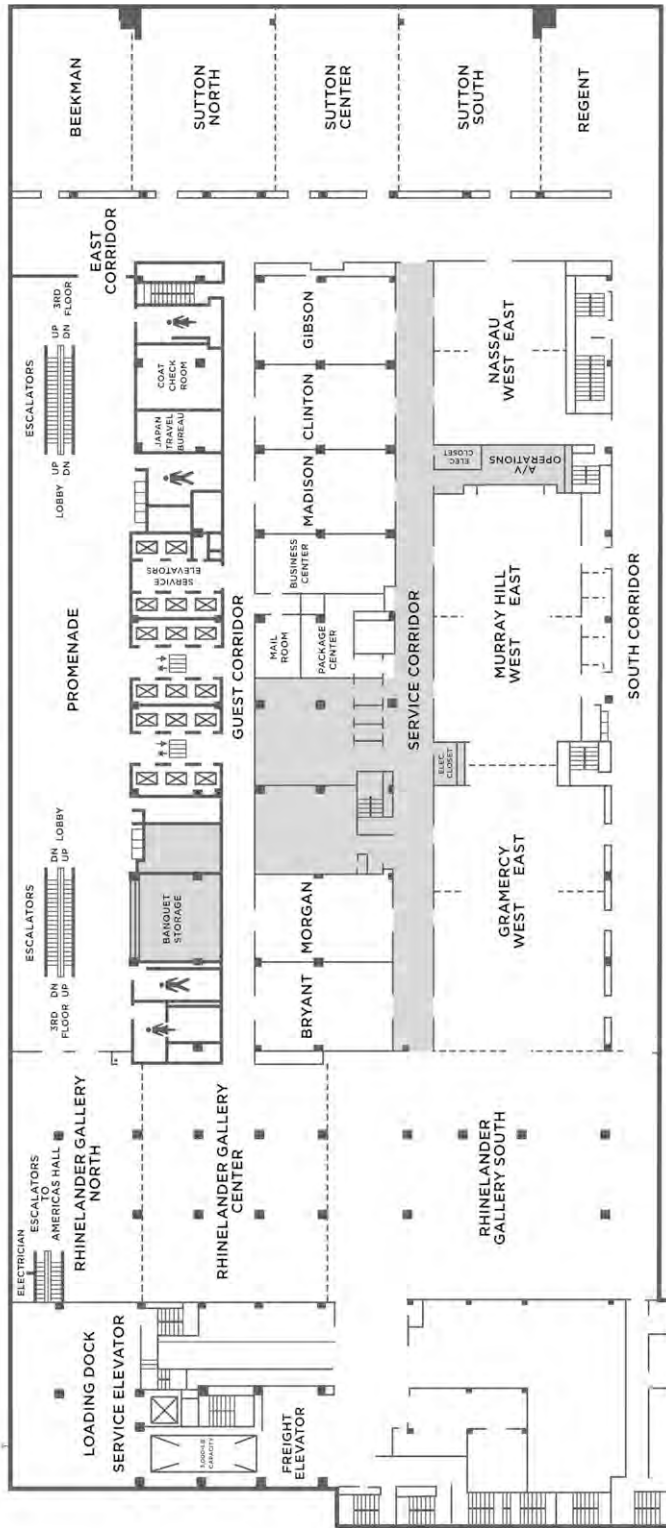 ELECTRICIAN
ESCALATORS
TO
AMERICAS HALL
3RD
FLOOR
DN
UP
ESCALATORS
DN
UP
LOBBY
PROMENADE
LOBBY
UP
DN
ESCALATORS
UP
DN
3RD
FLOOR
BEEKMAN
LOADING DOCK
SERVICE ELEVATOR
RHINELANDER GALLERY
NORTH
EAST
CORRIDOR
BANQUET
STORAGE
SERVICE
ELEVATORS
JAPAN
TRAVEL
BUREAU
COAT
CHECK
ROOM
SUTTON
NORTH
CAPACITY
RHINELANDER GALLERY
CENTER
GUEST CORRIDOR
FREIGHT
ELEVATOR
BRYANT
MORGAN
MAIL
ROOM
PACKAGE
CENTER
BUSINESS
CENTER
MADISON
CLINTON
GIBSON
SUTTON
CENTER
SERVICE CORRIDOR
RHINELANDER
GALLERY SOUTH
GRAMERCY
WEST EAST
ELEC.
CLOSET
MURRAY HILL
WEST EAST
ELEC.
CLOSET
A/V
OPERATIONS
NASSAU
WEST EAST
SUTTON
SOUTH
SOUTH CORRIDOR
REGENT